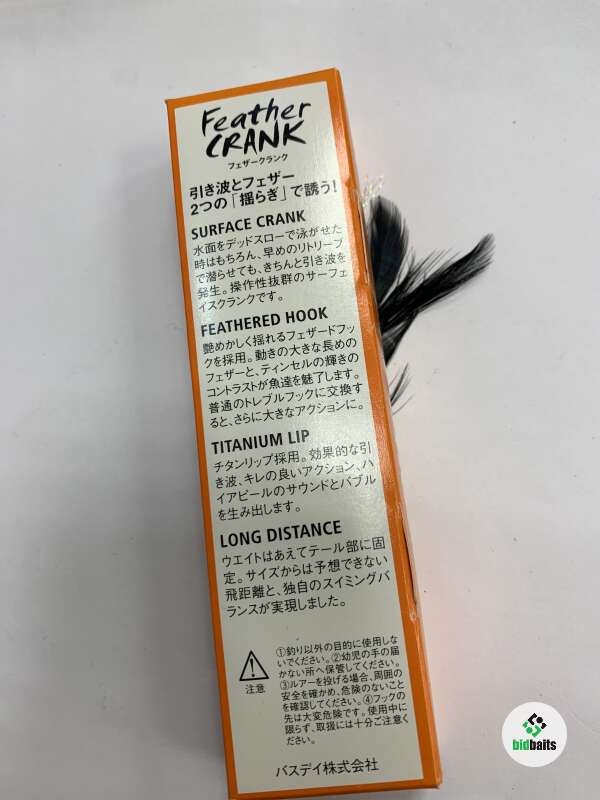 Feather
CRANK
フェザークランク
引き波とフェザー
2つの「揺らぎ」で誘う!
SURFACE CRANK
水面をデッドスローで泳がせた
時はもちろん、早めのリトリーブ
で潜らせても、きちんと引き波を
発生。操作性抜群のサーフェ
イスクランクです。
FEATHERED HOOK
艶めかしく揺れるフェザードフッ
クを採用。動きの大きな長めの
フェザーと、ティンセルの輝きの
コントラストが魚達を魅了します。
普通のトレブルフックに交換す
ると、さらに大きなアクションに。
TITANIUM LIP
チタンリップ採用。効果的な引
き波、キレの良いアクション、ハ
イアピールのサウンドとバブル
を生み出します。
LONG DISTANCE
ウエイトはあえてテール部に固
定。サイズからは予想できない
飛距離と、独自のスイミングバ
ランスが実現しました。
注意
①釣り以外の目的に使用しな
いでください。②幼児の手の届
かない所へ保管してください。
③ルアーを投げる場合、周囲の
安全を確かめ、危険のないこと
を確認してください。④フックの
先は大変危険です。使用中に
限らず、取扱には十分ご注意く
ださい。
バスデイ株式会社
bidbaits